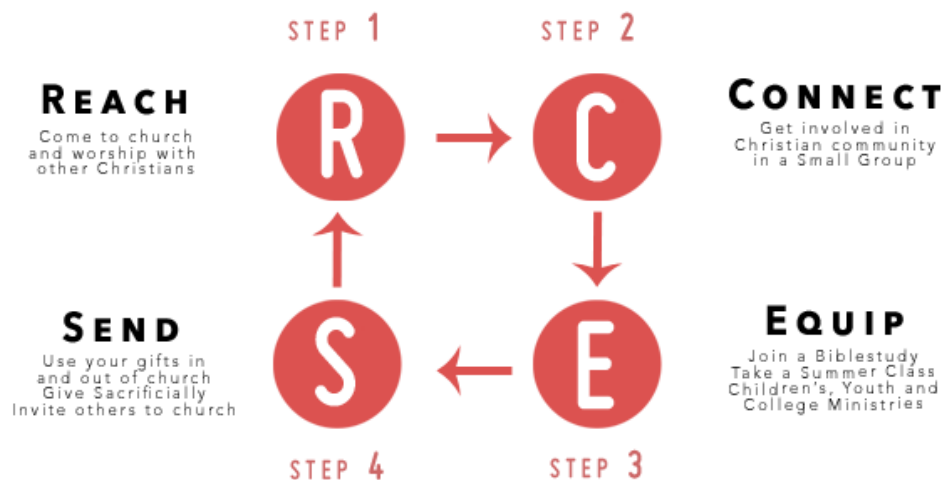 STEP 1
STEP 2
REACH
Come to church
and worship with
other Christians
R
C
CONNECT
Get involved in
Christian community
in a Small Group
SEND
Use your gifts in
and out of church
Give Sacrificially
Invite others to church
S
E
EQUIP
Join a Biblestudy
Take a Summer Class
Children's, Youth and
College Ministries
STEP 4
STEP 3